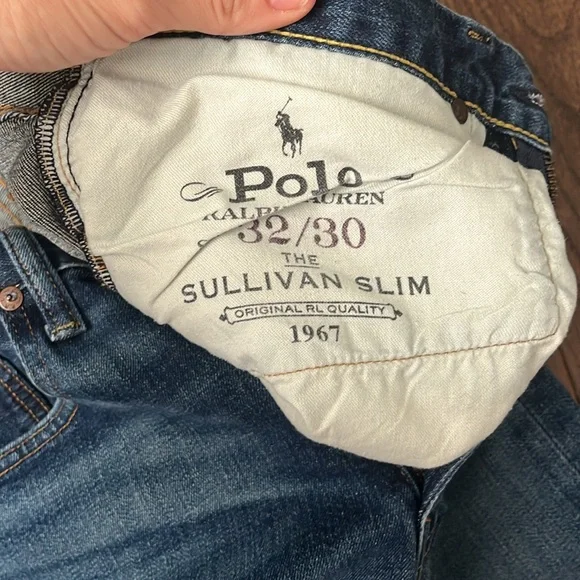 Polo
RALPH LAUREN
32/30
THE
SULLIVAN SLIM
ORIGINAL RL QUALITY
1967